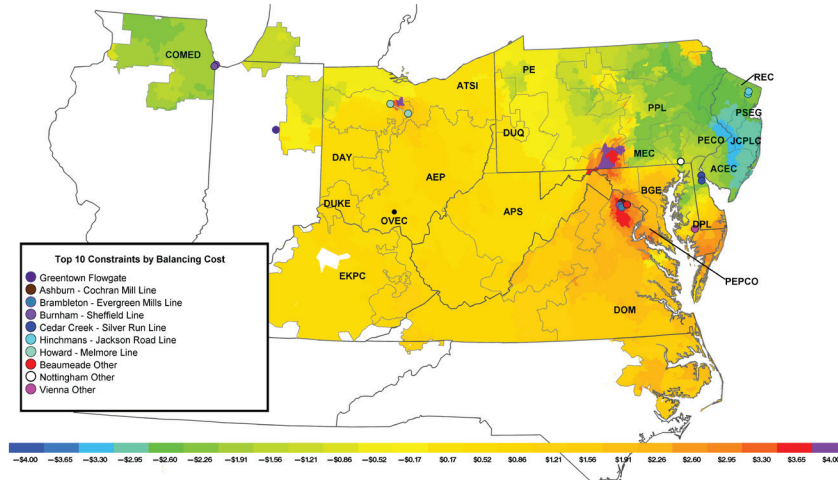 COMED
ATSI
PE
REC
PPL
PSEG
DUQ
MEC
PECO
JCPLC
DAY
ACEC
AEP
BGE
DUKE
APS
OVEC
DPL
PEPCO
EKPC
DOM
Top 10 Constraints by Balancing Cost
Greentown Flowgate
Ashburn - Cochran Mill Line
Brambleton - Evergreen Mills Line
Burnham - Sheffield Line
Cedar Creek - Silver Run Line
Hinchmans - Jackson Road Line
Howard - Melmore Line
Beaumeade Other
Nottingham Other
Vienna Other
—$4.00 —$3.65 —$3.30 —$2.95 —$2.60 —$2.26 —$1.91 —$1.56 —$1.21 —$0.86 —$0.52 —$0.17 $0.17 $0.52 $0.86 $1.21 $1.56 $1.91 $2.26 $2.60 $2.95 $3.30 $3.65 $4.00